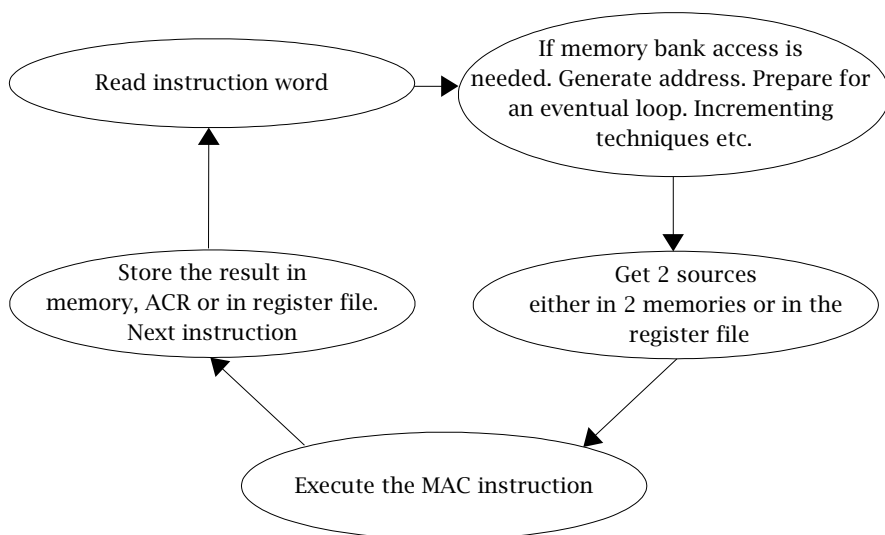 Read instruction word
If memory bank access is
needed. Generate address. Prepare for
an eventual loop. Incrementing
techniques etc.
Get 2 sources
either in 2 memories or in the
register file
Execute the MAC instruction
Store the result in
memory, ACR or in register file.
Next instruction